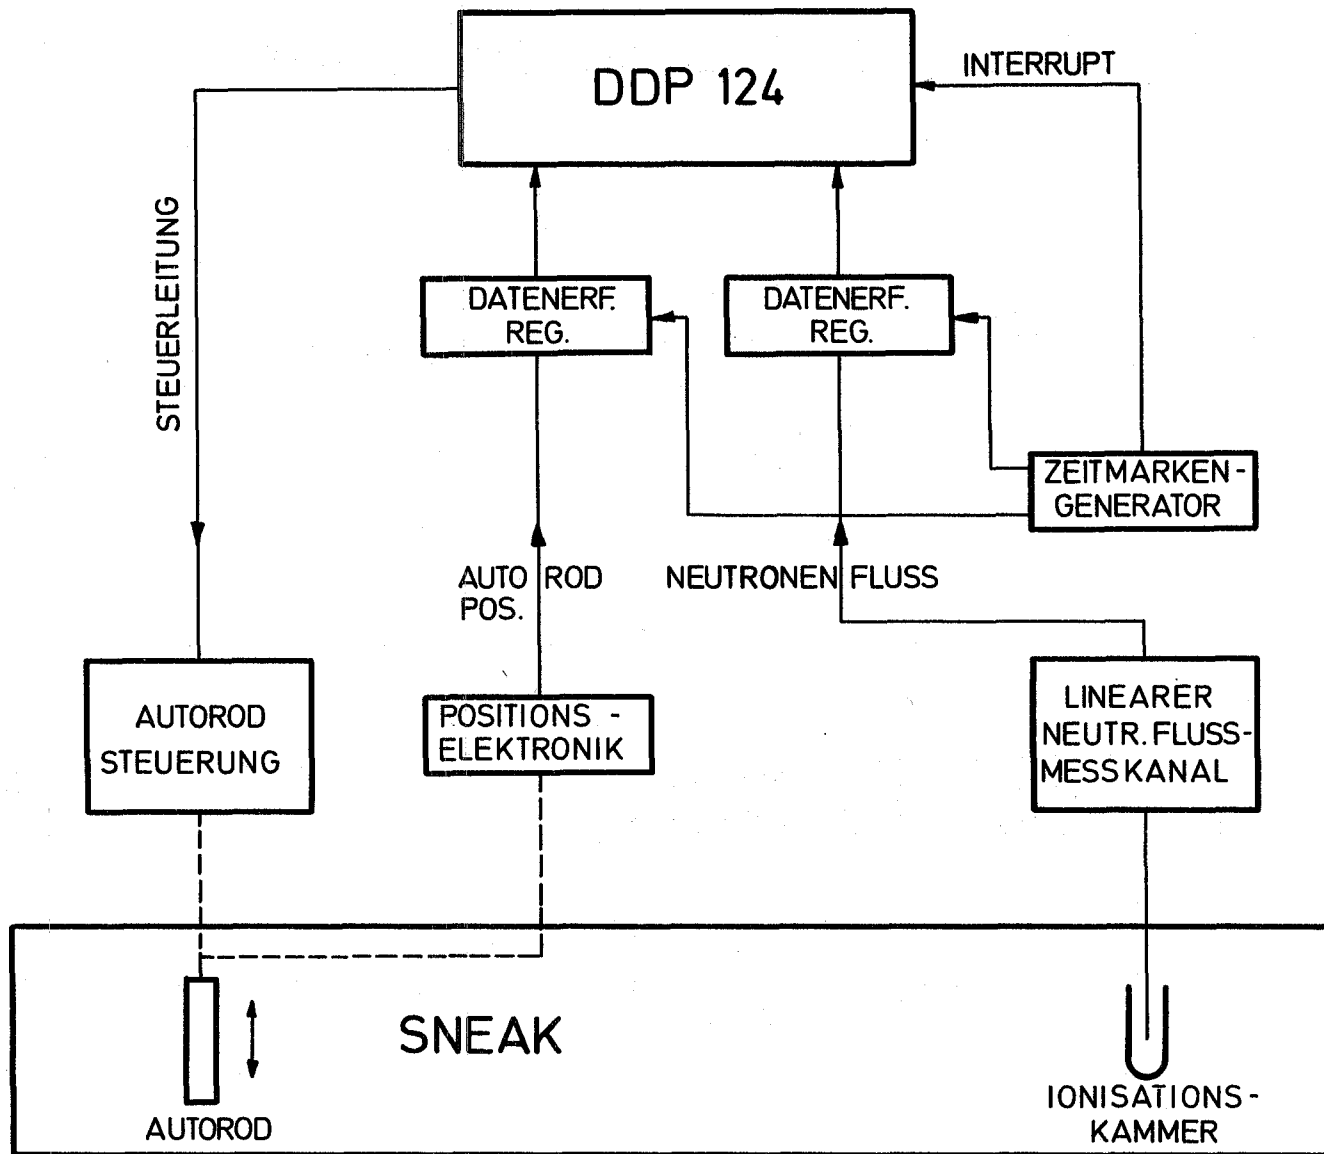 DDP 124
INTERRUPT
STEUERLEITUNG
DATENERF.
REG.
DATENERF.
REG.
ZEITMARKEN-
GENERATOR
AUTO ROD
POS.
NEUTRONEN FLUSS
AUTOROD
STEUERUNG
POSITIONS -
ELEKTRONIK
LINEARER
NEUTR. FLUSS-
MESSKANAL
SNEAK
AUTOROD
IONISATIONS -
KAMMER